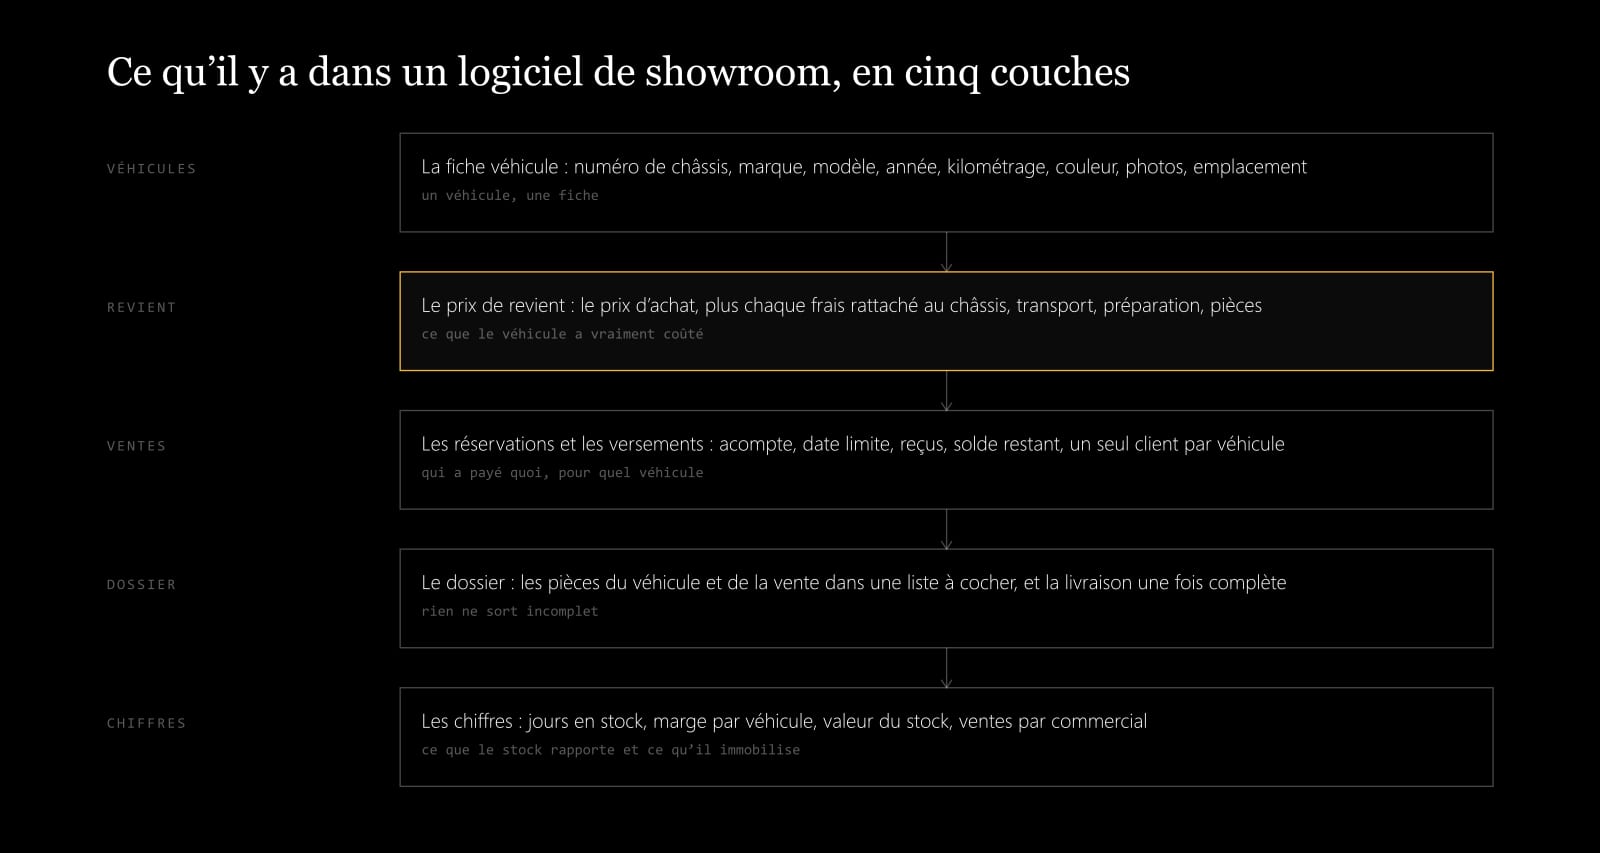 Ce qu’il y a dans un logiciel de showroom, en cinq couches
VÉHICULES
La fiche véhicule : numéro de châssis, marque, modèle, année, kilométrage, couleur, photos, emplacement
un véhicule, une fiche
REVIENT
Le prix de revient : le prix d’achat, plus chaque frais rattaché au châssis, transport, préparation, pièces
ce que le véhicule a vraiment coûté
VENTES
Les réservations et les versements : acompte, date limite, reçus, solde restant, un seul client par véhicule
qui a payé quoi, pour quel véhicule
DOSSIER
Le dossier : les pièces du véhicule et de la vente dans une liste à cocher, et la livraison une fois complète
rien ne sort incomplet
CHIFFRES
Les chiffres : jours en stock, marge par véhicule, valeur du stock, ventes par commercial
ce que le stock rapporte et ce qu’il immobilise